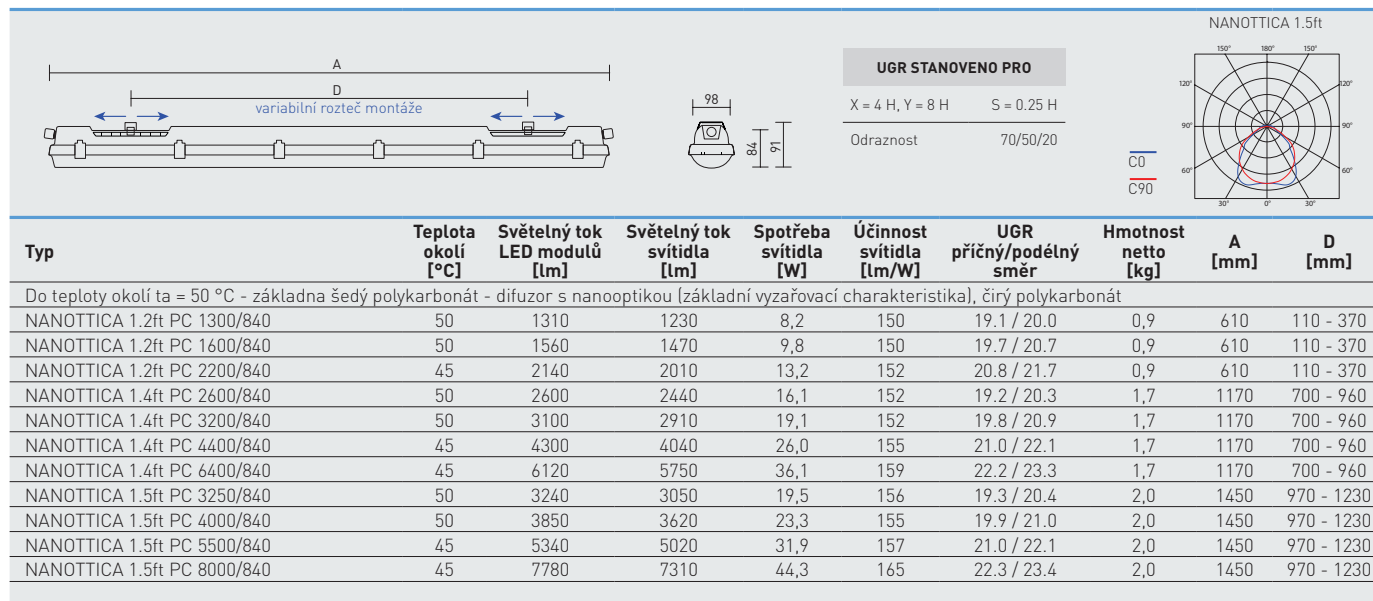 NANOTTICA 1.5ft
A
D
variabilní rozteč montáže
98
84
91
UGR STANOVENO PRO
X = 4 H, Y = 8 H S = 0.25 H
Odraznost 70/50/20
150° 180° 150°
120° 120°
90° 90°
60° 60°
30° 0° 30°
C0
C90
Typ Teplota okolí [°C] Světelný tok LED modulů [lm] Světelný tok svítidla [lm] Spotřeba svítidla [W] Účinnost svítidla [lm/W] UGR příčný/podélný směr Hmotnost netto [kg] A [mm] D [mm]
Do teploty okolí ta = 50 °C - základna šedý polykarbonát - difuzor s nanooptikou (základní vyzařovací charakteristika), čirý polykarbonát
NANOTTICA 1.2ft PC 1300/840 50 1310 1230 8,2 150 19.1 / 20.0 0,9 610 110 - 370
NANOTTICA 1.2ft PC 1600/840 50 1560 1470 9,8 150 19.7 / 20.7 0,9 610 110 - 370
NANOTTICA 1.2ft PC 2200/840 45 2140 2010 13,2 152 20.8 / 21.7 0,9 610 110 - 370
NANOTTICA 1.4ft PC 2600/840 50 2600 2440 16,1 152 19.2 / 20.3 1,7 1170 700 - 960
NANOTTICA 1.4ft PC 3200/840 50 3100 2910 19,1 152 19.8 / 20.9 1,7 1170 700 - 960
NANOTTICA 1.4ft PC 4400/840 45 4300 4040 26,0 155 21.0 / 22.1 1,7 1170 700 - 960
NANOTTICA 1.4ft PC 6400/840 45 6120 5750 36,1 159 22.2 / 23.3 1,7 1170 700 - 960
NANOTTICA 1.5ft PC 3250/840 50 3240 3050 19,5 156 19.3 / 20.4 2,0 1450 970 - 1230
NANOTTICA 1.5ft PC 4000/840 50 3850 3620 23,3 155 19.9 / 21.0 2,0 1450 970 - 1230
NANOTTICA 1.5ft PC 5500/840 45 5340 5020 31,9 157 21.0 / 22.1 2,0 1450 970 - 1230
NANOTTICA 1.5ft PC 8000/840 45 7780 7310 44,3 165 22.3 / 23.4 2,0 1450 970 - 1230